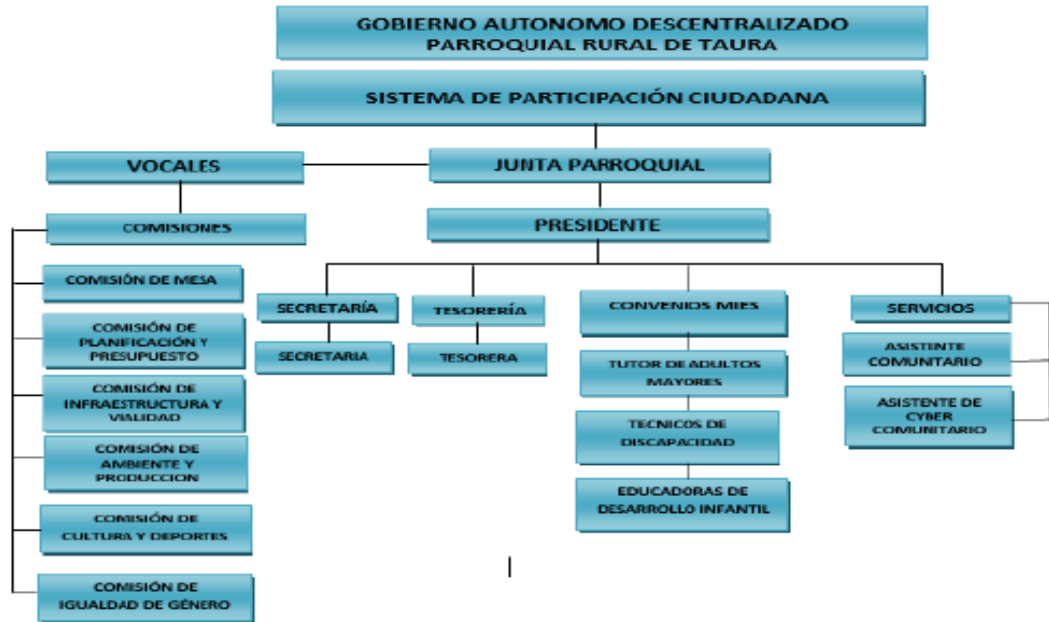 GOBIERNO AUTONOMO DESCENTRALIZADO
PARROQUIAL RURAL DE TAURA
SISTEMA DE PARTICIPACIÓN CIUDADANA
VOCALES
JUNTA PARROQUIAL
COMISIONES
PRESIDENTE
COMISIÓN DE MESA
COMISIÓN DE
PLANIFICACIÓN Y
PRESUPUESTO
COMISIÓN DE
INFRAESTRUCTURA Y
VIALIDAD
COMISIÓN DE
AMBIENTE Y
PRODUCCION
COMISIÓN DE
CULTURA Y DEPORTES
COMISIÓN DE
IGUALDAD DE GÉNERO
SECRETARÍA
SECRETARIA
TESORERÍA
TESORERA
CONVENIOS MIES
TUTOR DE ADULTOS
MAYORES
TECNICOS DE
DISCAPACIDAD
EDUCADORAS DE
DESARROLLO INFANTIL
SERVICIOS
ASISTENTE
COMUNITARIO
ASISTENTE DE
CYBER
COMUNITARIO